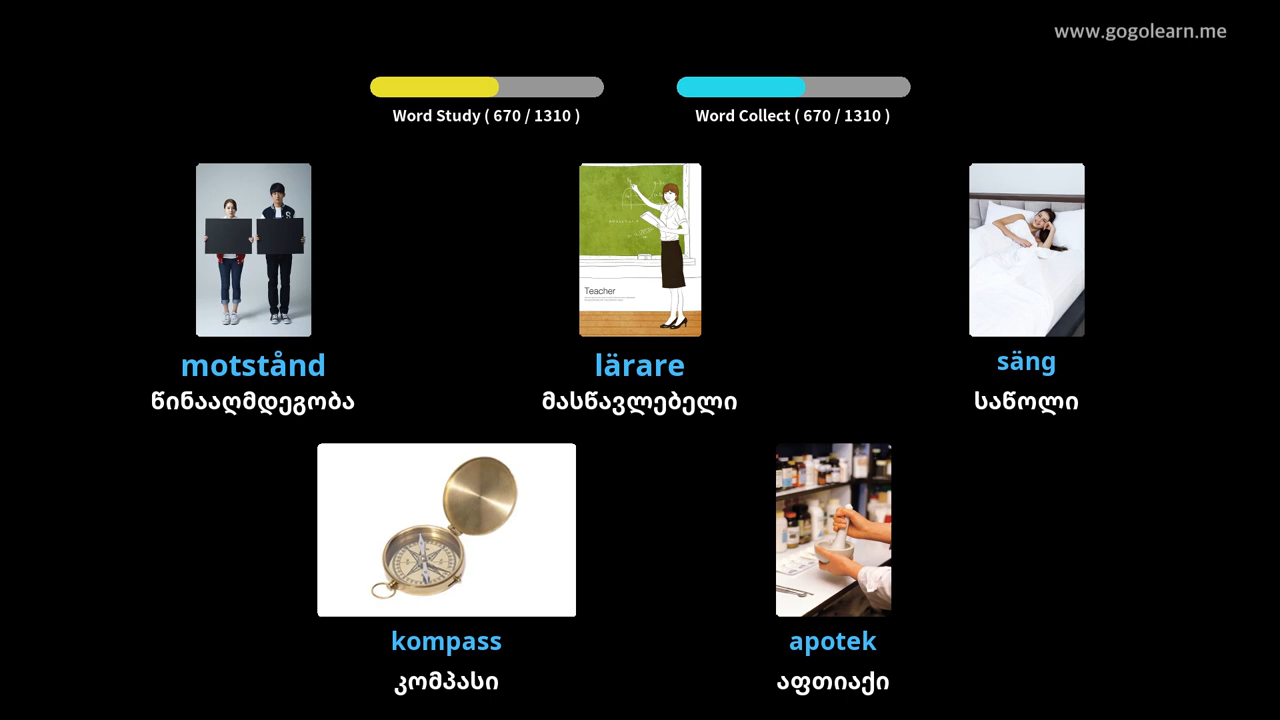 www.gogolearn.me
Word Study ( 670 / 1310 )
Word Collect ( 670 / 1310 )
Teacher
motstånd
lärare
säng
წინააღმდეგობა
მასწავლებელი
საწოლი
kompass
apotek
კომპასი
აფთიაქი